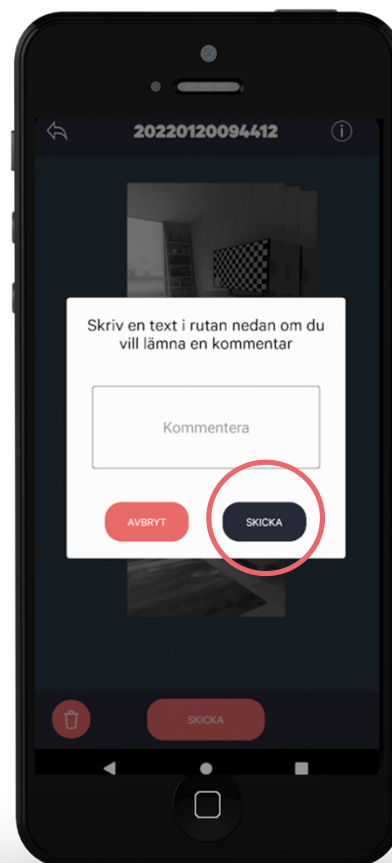 20220120094412
Skriv en text i rutan nedan om du
vill lämna en kommentar
Kommentera
AVBRYT
SKICKA
SKICKA